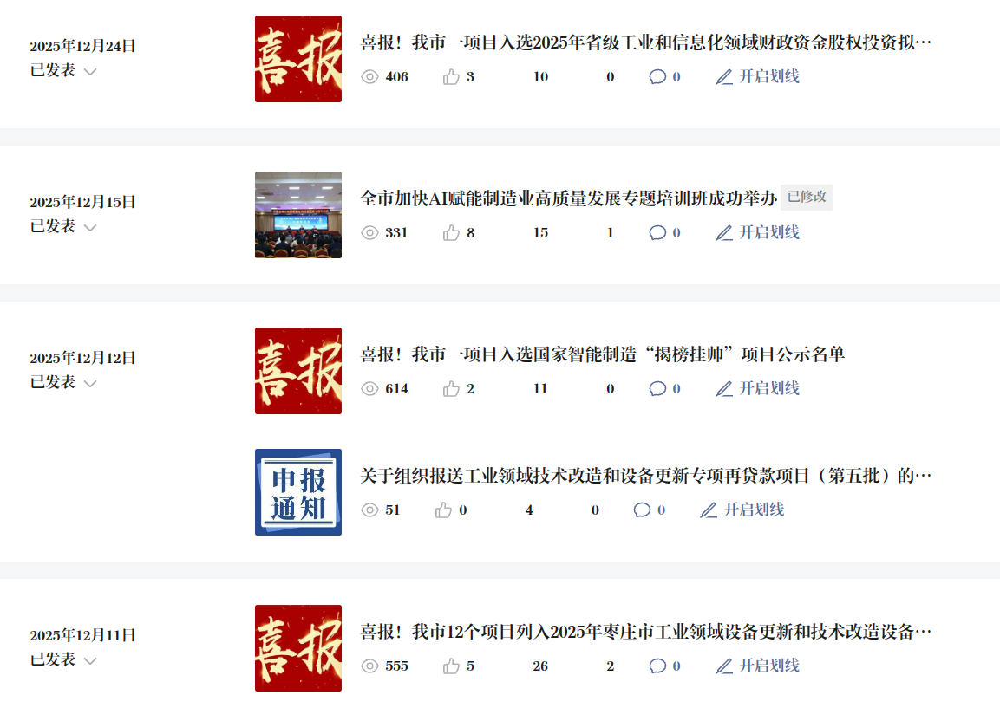 2025年12月24日
已发表
喜报
喜报！我市一项目入选2025年省级工业和信息化领域财政资金股权投资拟…
406 3 10 0 0 开启划线
2025年12月15日
已发表
全市加快AI赋能制造业高质量发展专题培训班成功举办 已修改
331 8 15 1 0 开启划线
2025年12月12日
已发表
喜报
喜报！我市一项目入选国家智能制造“揭榜挂帅”项目公示名单
614 2 11 0 0 开启划线
申报
通知
关于组织报送工业领域技术改造和设备更新专项再贷款项目（第五批）的…
51 0 4 0 0 开启划线
2025年12月11日
已发表
喜报
喜报！我市12个项目列入2025年枣庄市工业领域设备更新和技术改造设备…
555 5 26 2 0 开启划线